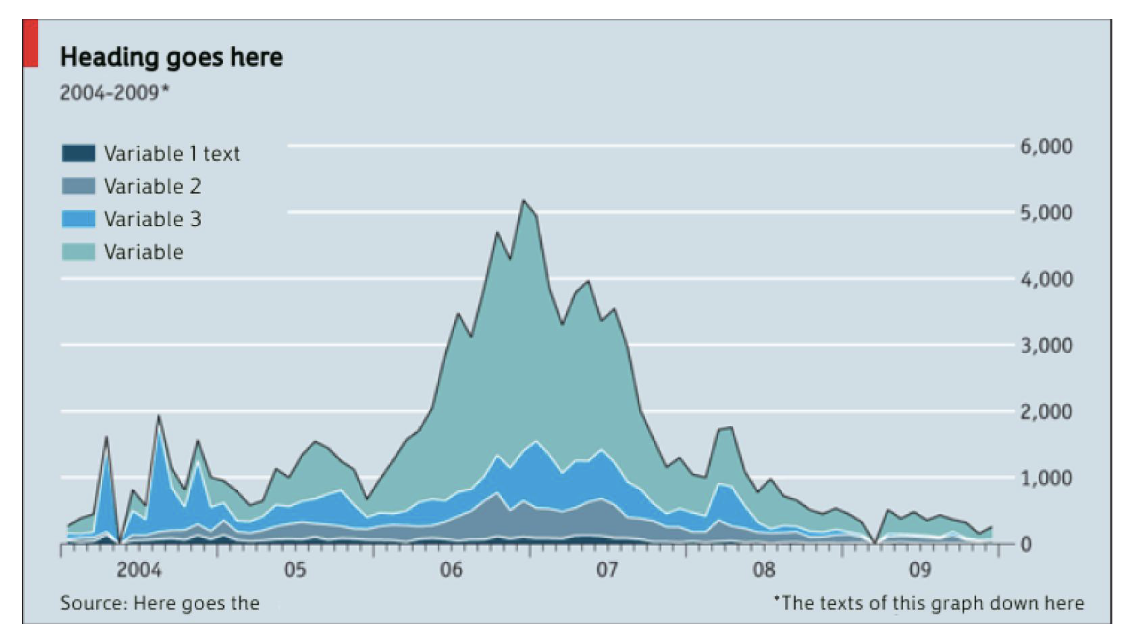 Heading goes here
2004-2009*
Variable 1 text
Variable 2
Variable 3
Variable
6,000
5,000
4,000
3,000
2,000
1,000
0
2004 05 06 07 08 09
Source: Here goes the
*The texts of this graph down here